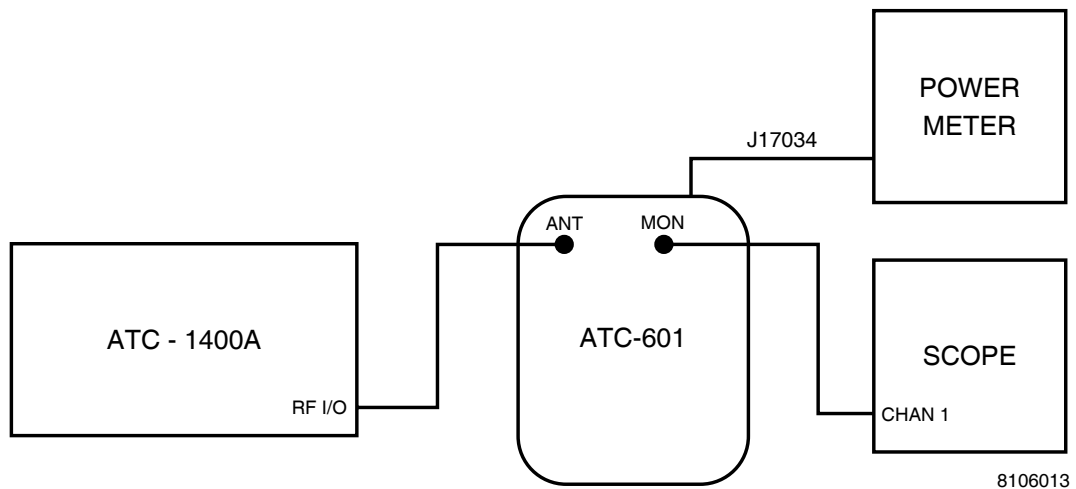 POWER
METER
J17034
ANT
MON
ATC - 1400A
ATC-601
SCOPE
RF I/O
CHAN 1
8106013